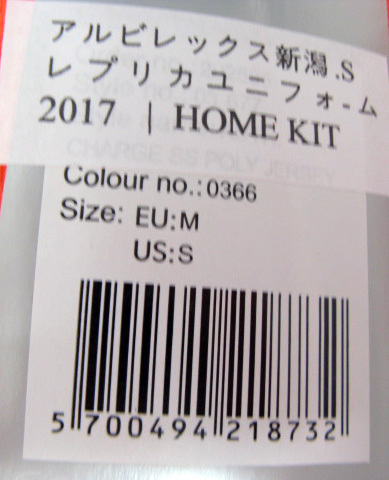 アルビレックス新潟.S
レプリカユニフォーム
2017 | HOME KIT
CHARGE SS POLY JERSEY
Colour no.: 0366
Size: EU:M
US:S
5 700494 218732